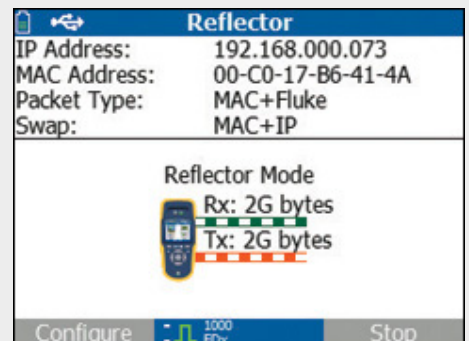 Reflector
IP Address: 192.168.000.073
MAC Address: 00-C0-17-B6-41-4A
Packet Type: MAC+Fluke
Swap: MAC+IP
Reflector Mode
Rx: 2G bytes
Tx: 2G bytes
Configure 1000 FDx Stop